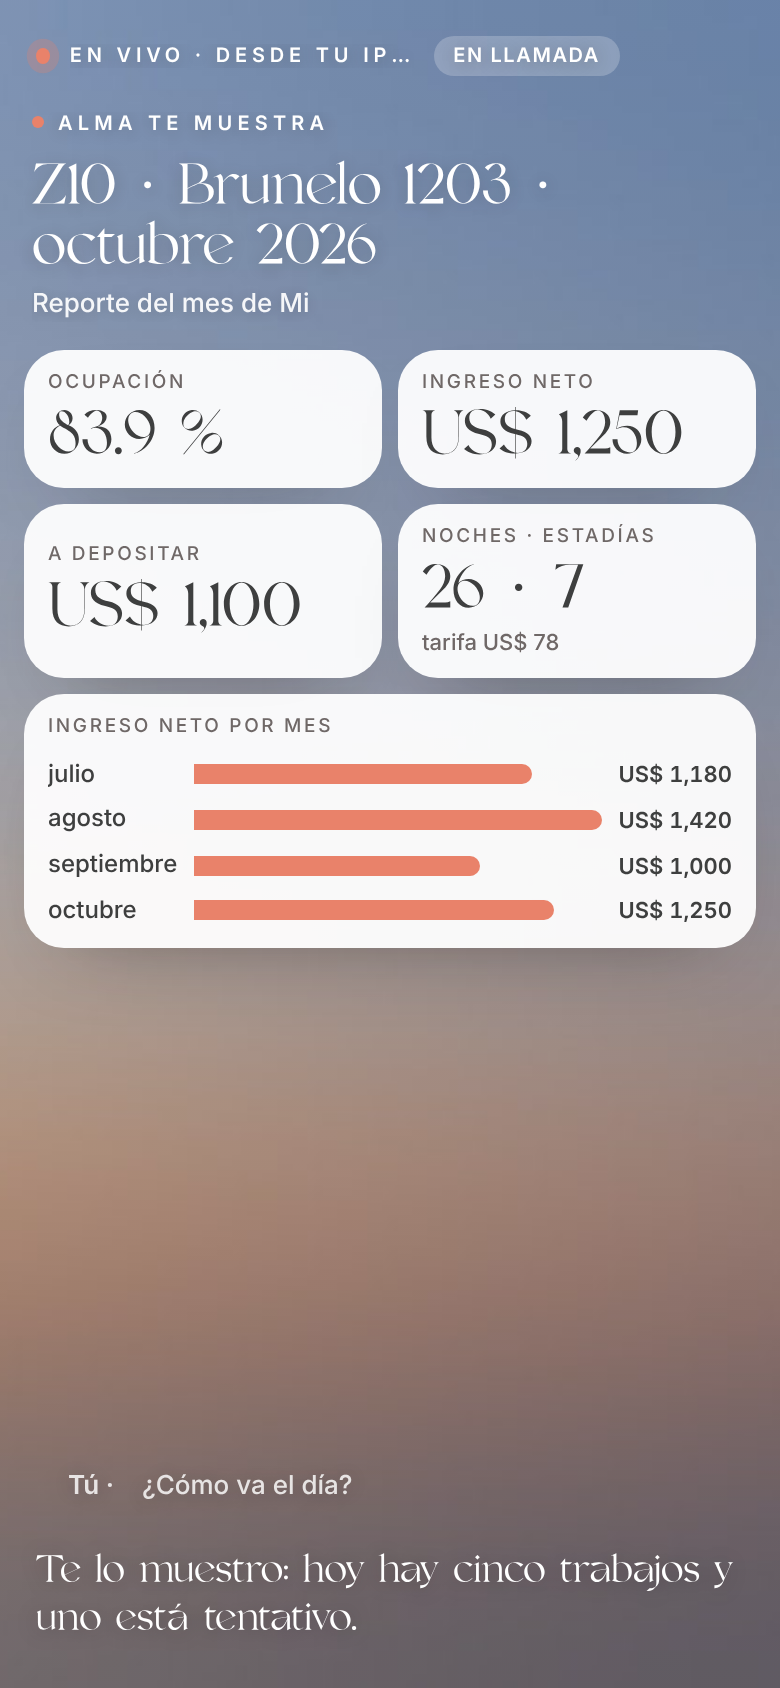 EN VIVO · DESDE TU IP…
EN LLAMADA
ALMA TE MUESTRA
Z10 · Brunelo 1203 ·
octubre 2026
Reporte del mes de Mi
OCUPACIÓN
83.9 %
INGRESO NETO
US$ 1,250
A DEPOSITAR
US$ 1,100
NOCHES · ESTADÍAS
26 · 7
tarifa US$ 78
INGRESO NETO POR MES
julio US$ 1,180
agosto US$ 1,420
septiembre US$ 1,000
octubre US$ 1,250
Tú · ¿Cómo va el día?
Te lo muestro: hoy hay cinco trabajos y
uno está tentativo.